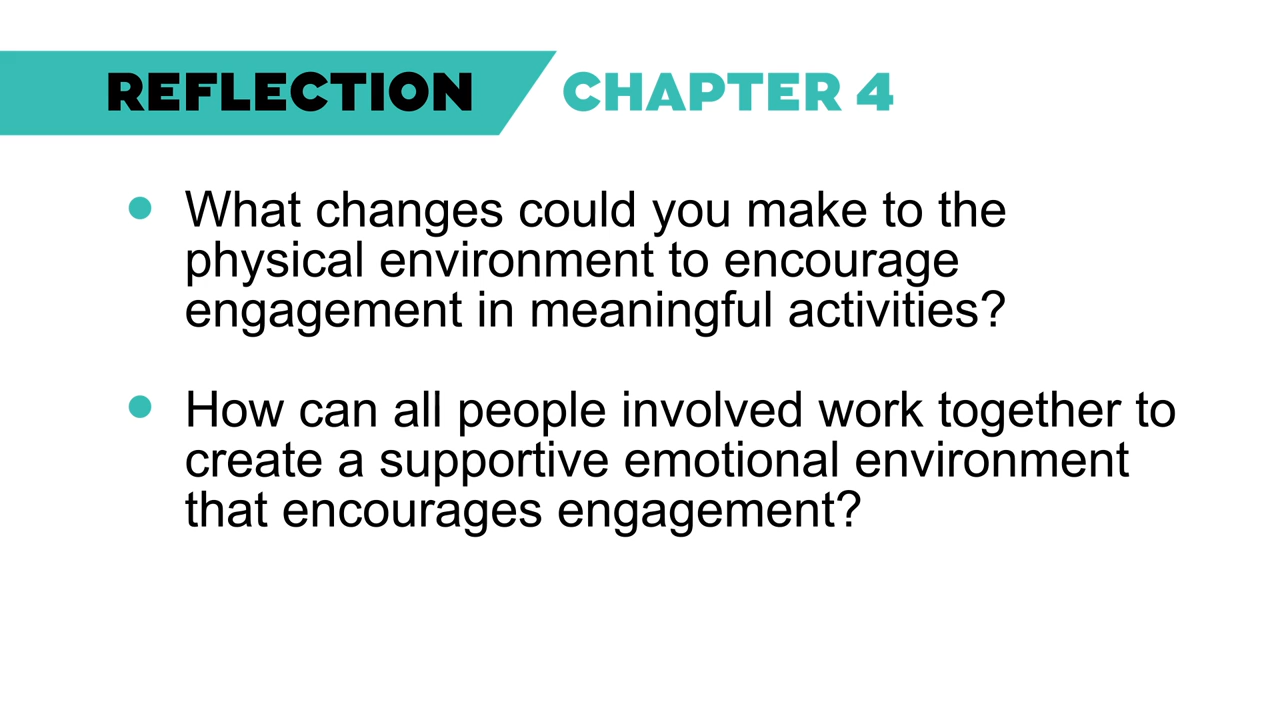 REFLECTION CHAPTER 4
• What changes could you make to the
physical environment to encourage
engagement in meaningful activities?
• How can all people involved work together to
create a supportive emotional environment
that encourages engagement?